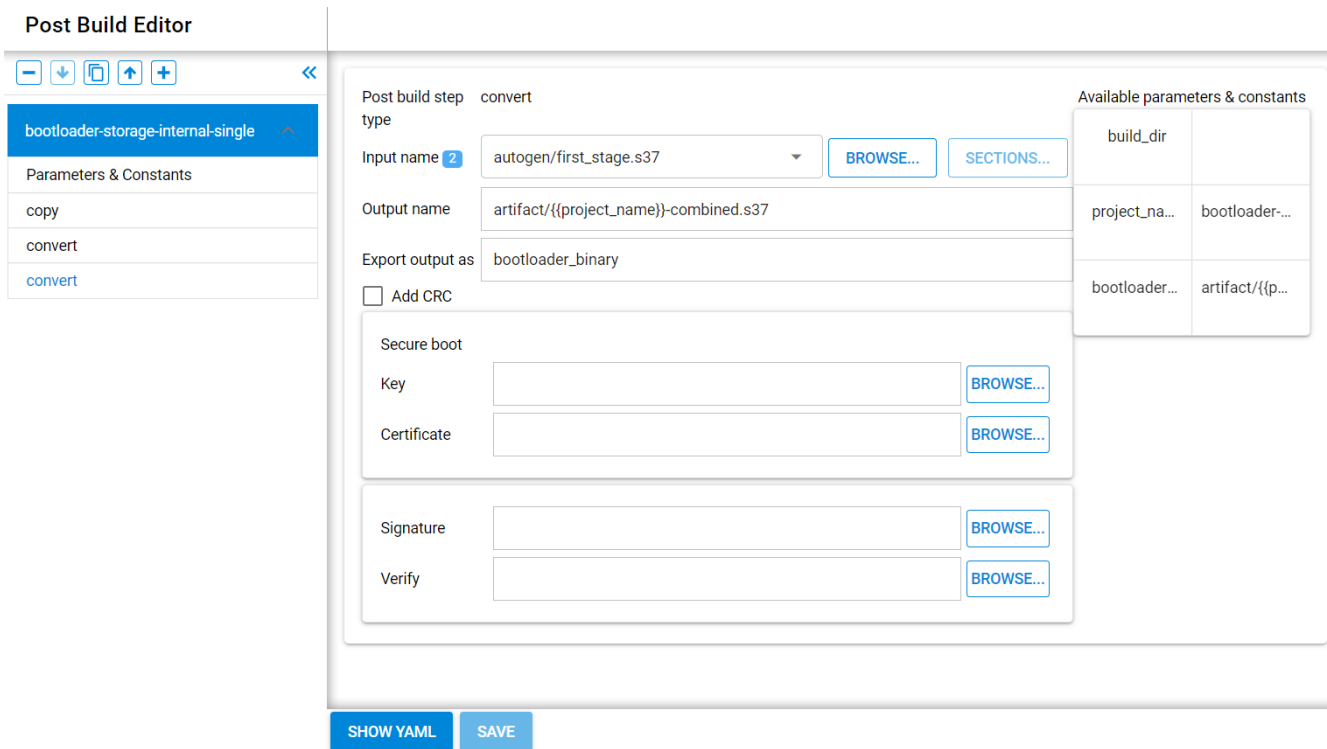 Post Build Editor
bootloader-storage-internal-single
Parameters & Constants
copy
convert
convert
Post build step type convert
Input name 2 autogen/first_stage.s37 BROWSE... SECTIONS...
Output name artifact/{{project_name}}-combined.s37
Export output as bootloader_binary
Add CRC
Secure boot
Key BROWSE...
Certificate BROWSE...
Signature BROWSE...
Verify BROWSE...
Available parameters & constants
build_dir
project_na... bootloader-...
bootloader... artifact/{{p...
SHOW YAML SAVE